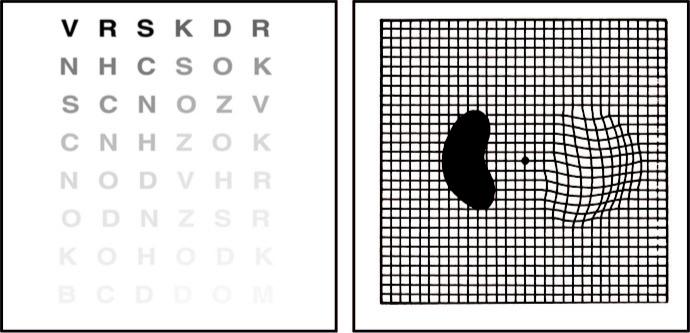 V R S K D R
N H C S O K
S C N O Z V
C N H Z O K
N O D V H R
O D N Z S R
K O H O D K
B C D D O M